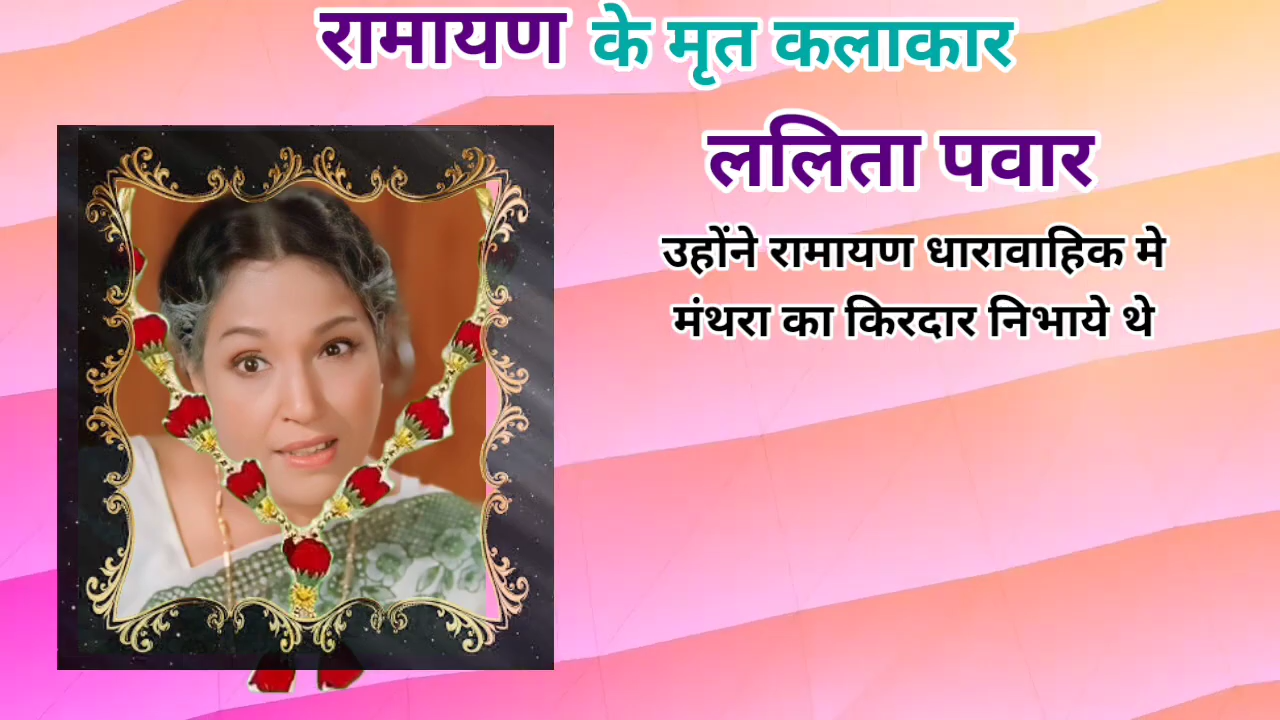 रामायण के मृत कलाकार
ललिता पवार
उहोंने रामायण धारावाहिक मे
मंथरा का किरदार निभाये थे